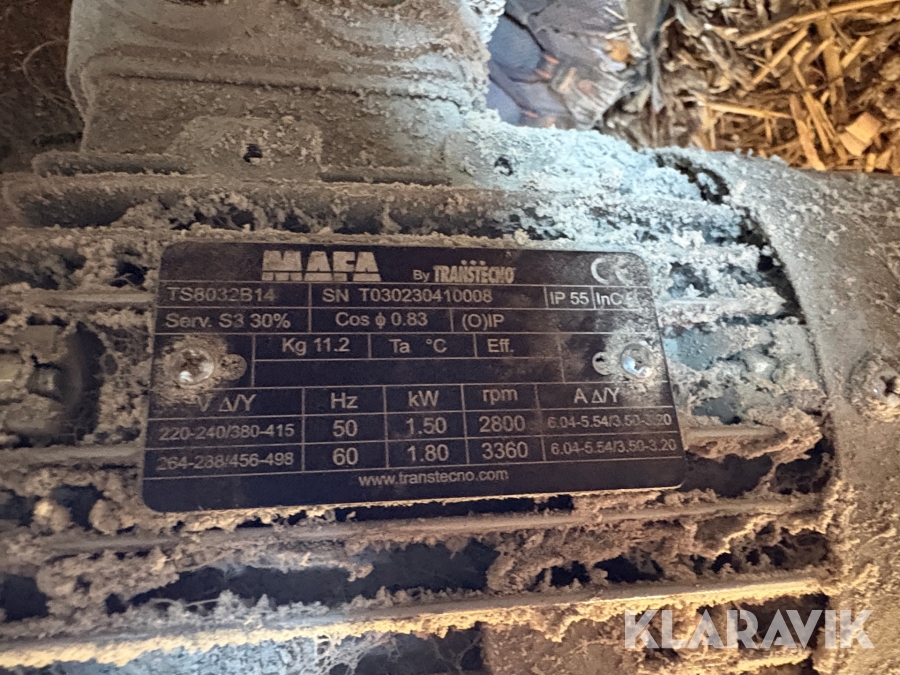 MAFA By TRANSTECNO CE
TS8032B14 SN T030230410008 IP 55 InCl
Serv. S3 30% Cos ϕ 0.83 (O)IP
Kg 11.2 Ta °C Eff.
V Δ/Y Hz kW rpm A Δ/Y
220-240/380-415 50 1.50 2800 6.04-5.54/3.50-3.20
264-288/456-498 60 1.80 3360 6.04-5.54/3.50-3.20
www.transtecno.com
KLARAVIK